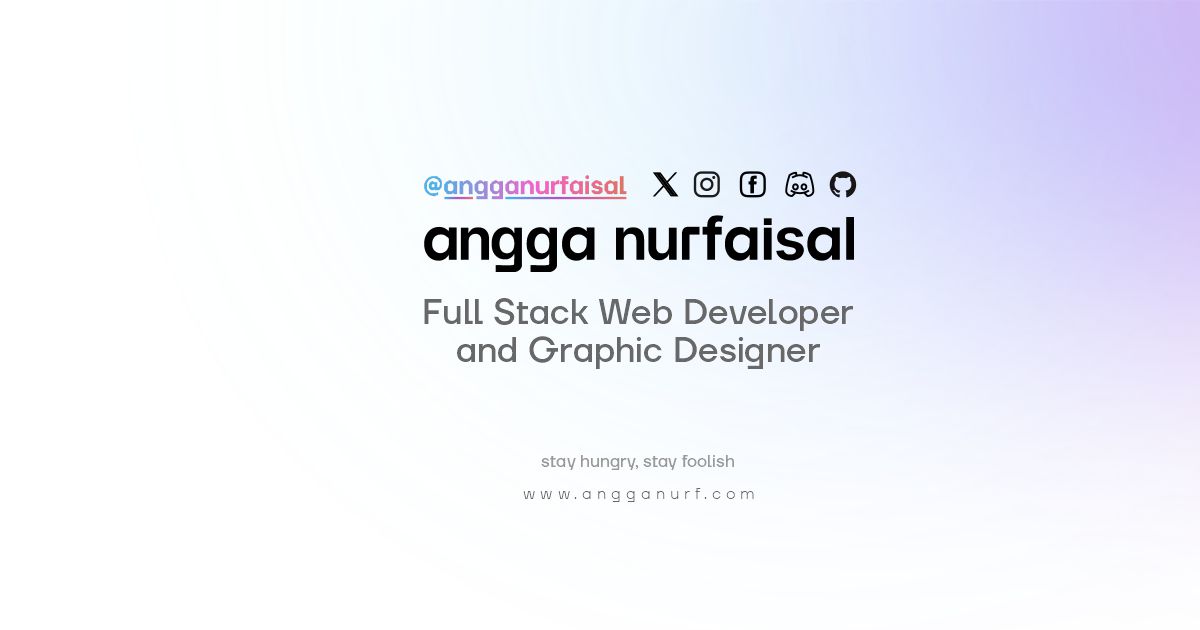 @angganurfaisal
angga nurfaisal
Full Stack Web Developer
and Graphic Designer
stay hungry, stay foolish
www.angganurf.com